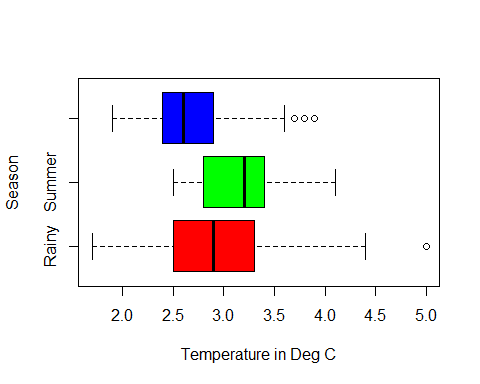 Season
Summer
Rainy
2.0 2.5 3.0 3.5 4.0 4.5 5.0
Temperature in Deg C